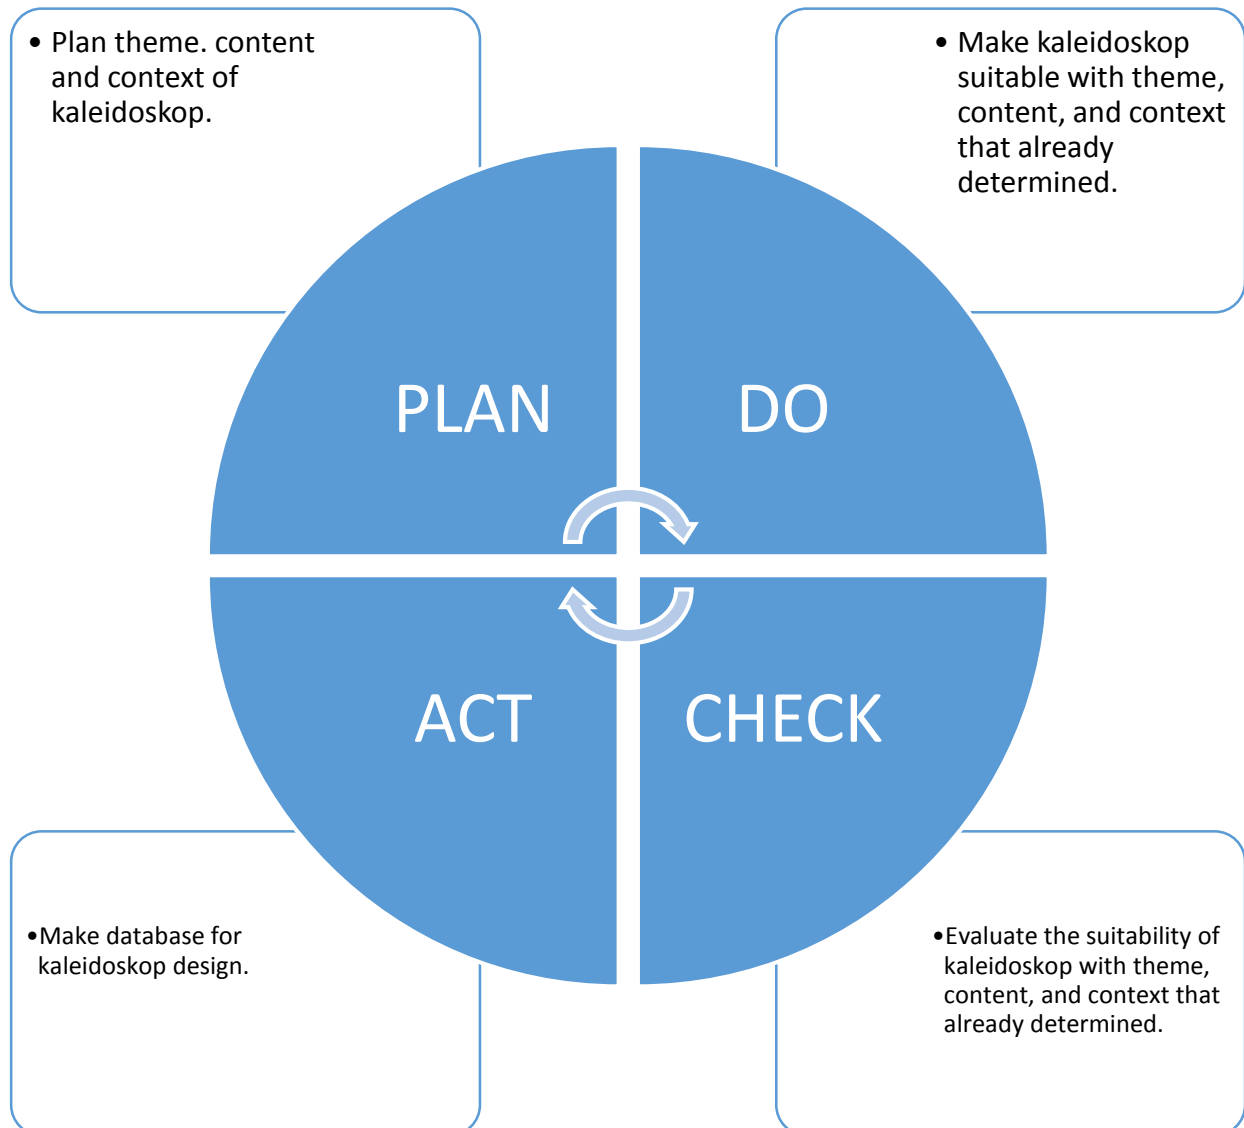 • Plan theme. content
and context of
kaleidoskop.
• Make kaleidoskop
suitable with theme,
content, and context
that already
determined.
PLAN
DO
ACT
CHECK
•Make database for
kaleidoskop design.
•Evaluate the suitability of
kaleidoskop with theme,
content, and context that
already determined.